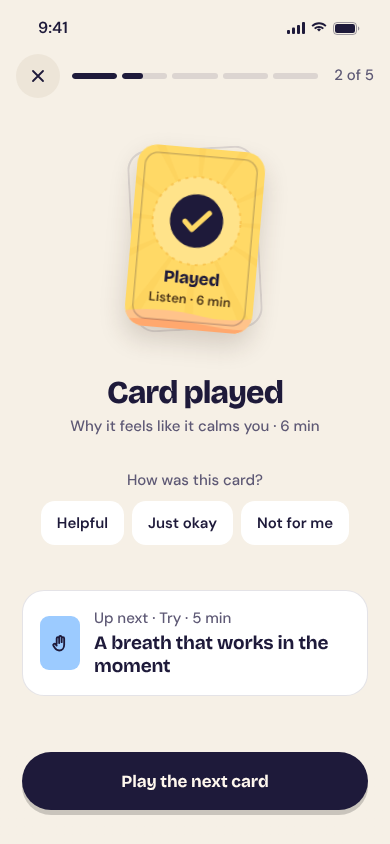 9:41
2 of 5
Played
Listen · 6 min
Card played
Why it feels like it calms you · 6 min
How was this card?
Helpful
Just okay
Not for me
Up next · Try · 5 min
A breath that works in the
moment
Play the next card